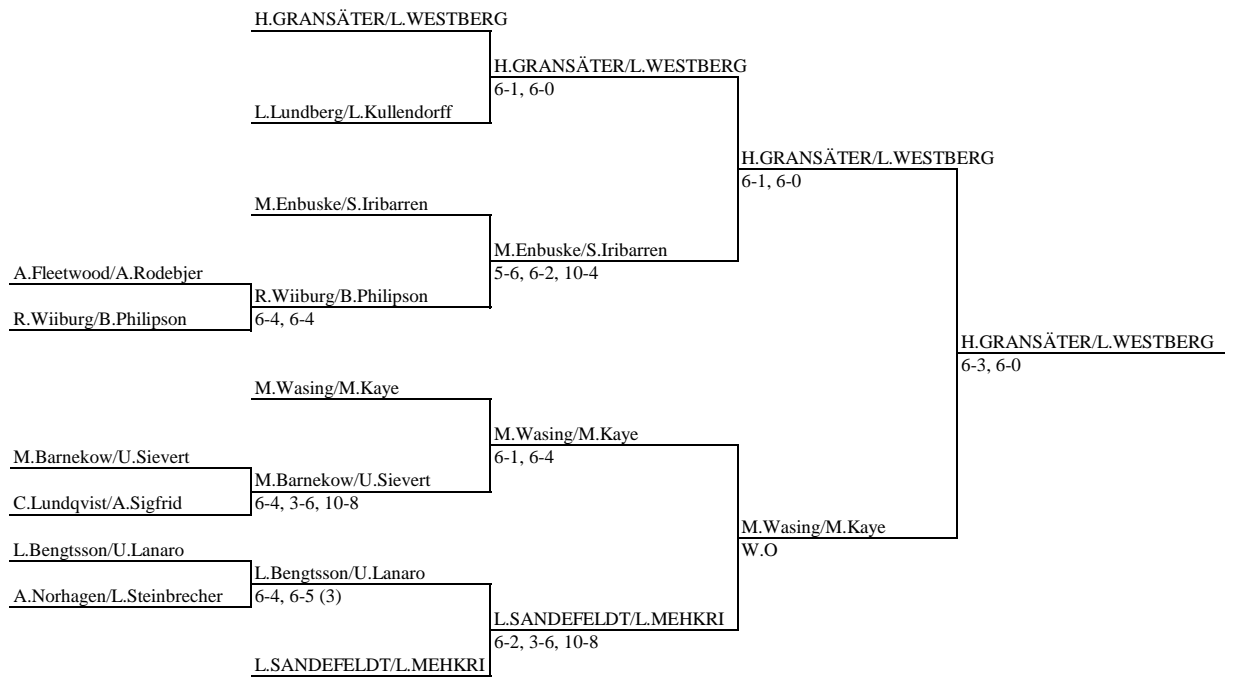 H.GRANSÄTER/L.WESTBERG
H.GRANSÄTER/L.WESTBERG
6-1, 6-0
L.Lundberg/L.Kullendorff
H.GRANSÄTER/L.WESTBERG
6-1, 6-0
M.Enbuske/S.Iribarren
M.Enbuske/S.Iribarren
5-6, 6-2, 10-4
A.Fleetwood/A.Rodebjer
R.Wiiburg/B.Philipson
6-4, 6-4
R.Wiiburg/B.Philipson
H.GRANSÄTER/L.WESTBERG
6-3, 6-0
M.Wasing/M.Kaye
M.Wasing/M.Kaye
6-1, 6-4
M.Barnekow/U.Sievert
M.Barnekow/U.Sievert
6-4, 3-6, 10-8
C.Lundqvist/A.Sigfrid
M.Wasing/M.Kaye
W.O
L.Bengtsson/U.Lanaro
L.Bengtsson/U.Lanaro
6-4, 6-5 (3)
A.Norhagen/L.Steinbrecher
L.SANDEFELDT/L.MEHKRI
6-2, 3-6, 10-8
L.SANDEFELDT/L.MEHKRI